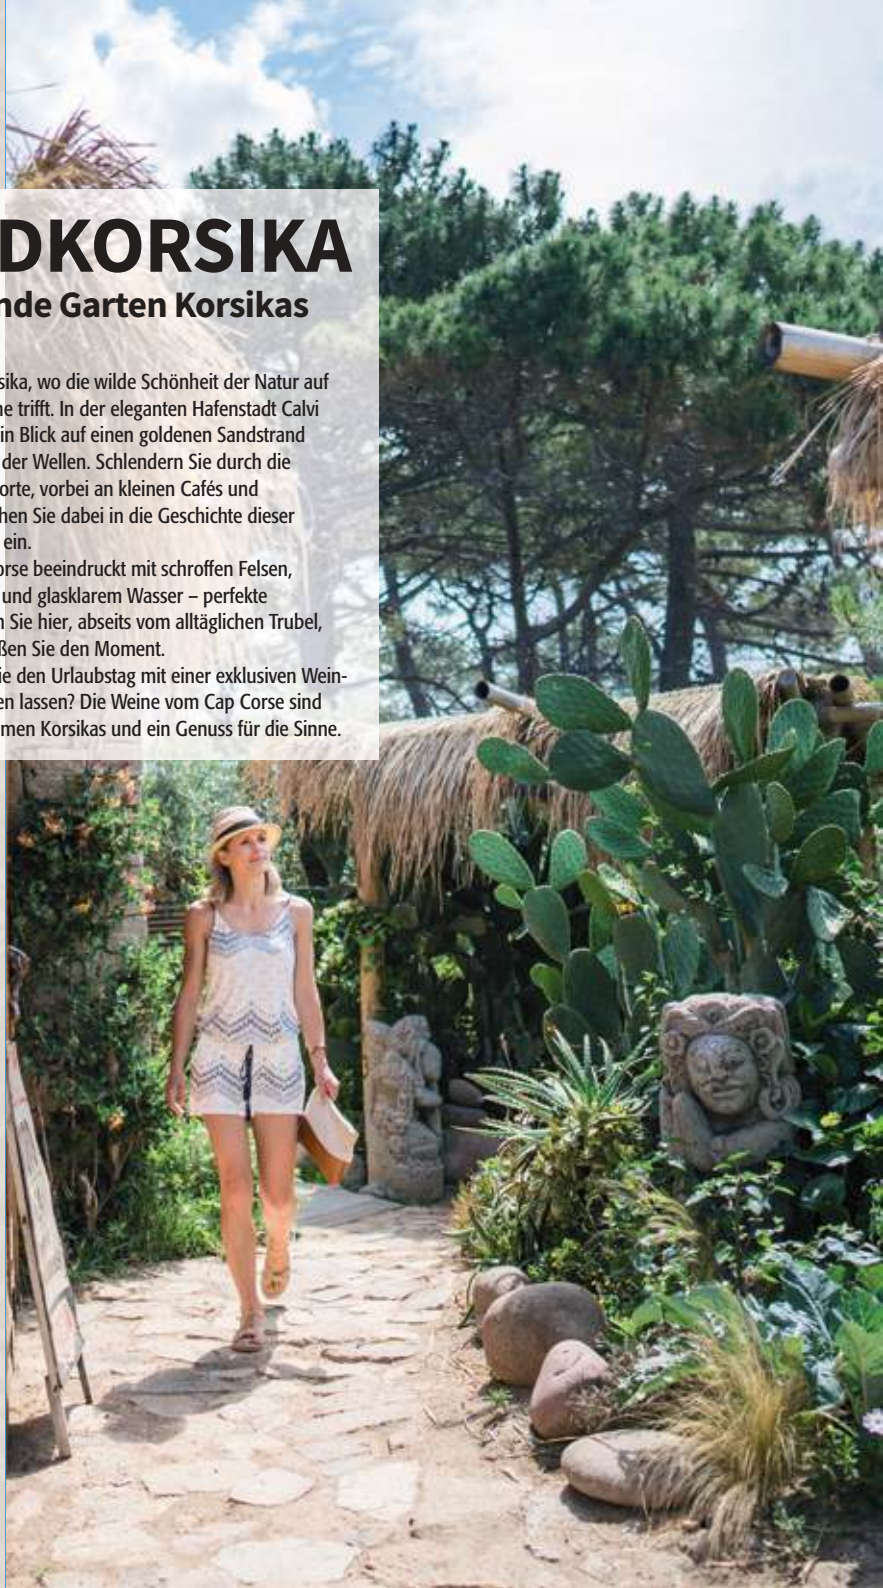 DKORSIKA
nde Garten Korsikas
sika, wo die wilde Schönheit der Natur auf
ne trifft. In der eleganten Hafenstadt Calvi
in Blick auf einen goldenen Sandstrand
der Wellen. Schlendern Sie durch die
orte, vorbei an kleinen Cafés und
hen Sie dabei in die Geschichte dieser
ein.
orse beeindruckt mit schroffen Felsen,
und glasklarem Wasser – perfekte
n Sie hier, abseits vom alltäglichen Trubel,
ßen Sie den Moment.
ie den Urlaubstag mit einer exklusiven Wein-
en lassen? Die Weine vom Cap Corse sind
men Korsikas und ein Genuss für die Sinne.